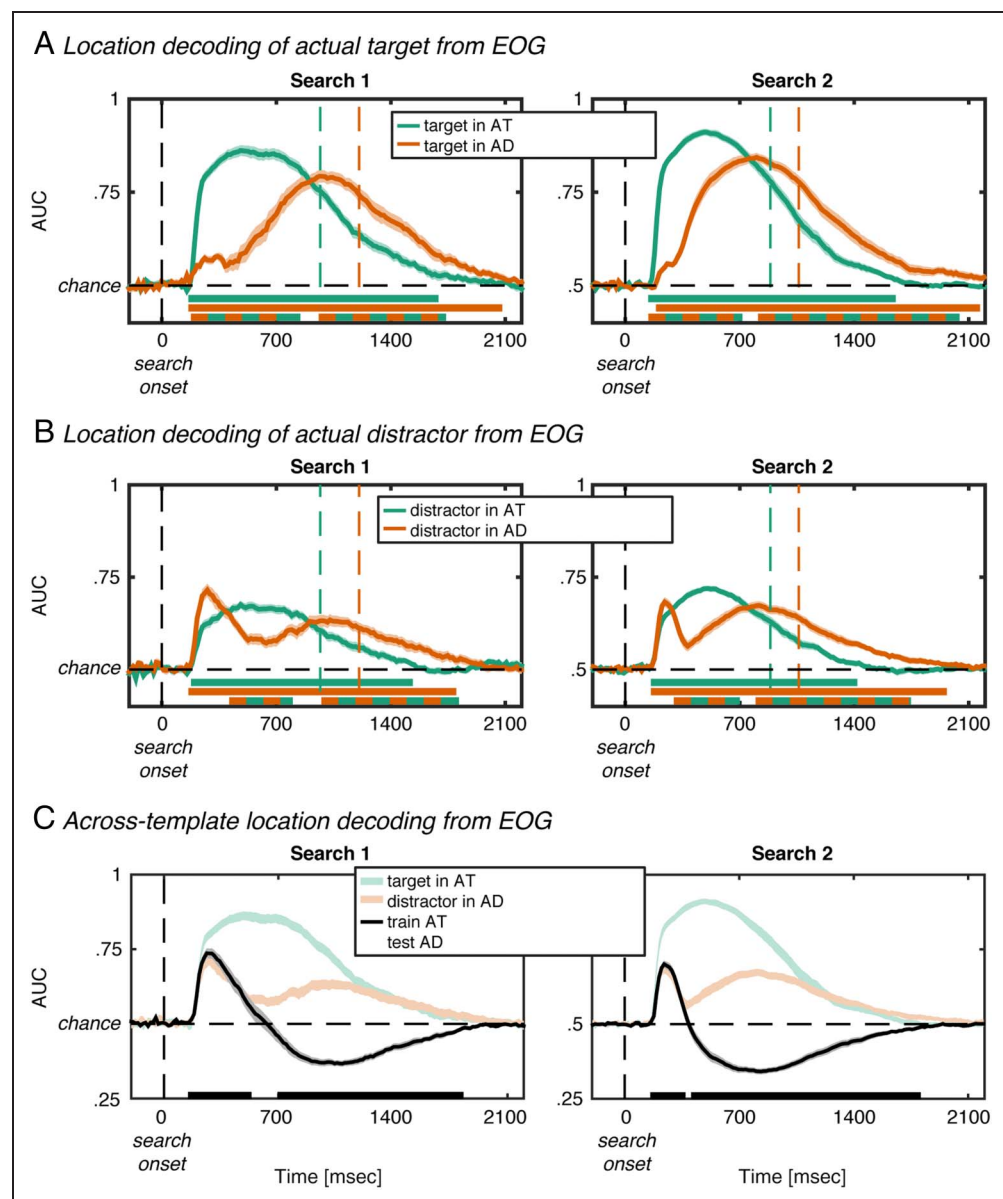 A Location decoding of actual target from EOG
Search 1
Search 2
1
1
target in AT
target in AD
.75
.75
AUC
chance
.5
0
700
1400
2100
0
700
1400
2100
search
onset
search
onset
B Location decoding of actual distractor from EOG
Search 1
Search 2
1
1
distractor in AT
distractor in AD
.75
.75
AUC
chance
.5
0
700
1400
2100
0
700
1400
2100
search
onset
search
onset
C Across-template location decoding from EOG
Search 1
Search 2
1
1
target in AT
distractor in AD
train AT
test AD
.75
.75
AUC
chance
.5
.25
.25
0
700
1400
2100
0
700
1400
2100
search
onset
search
onset
Time [msec]
Time [msec]